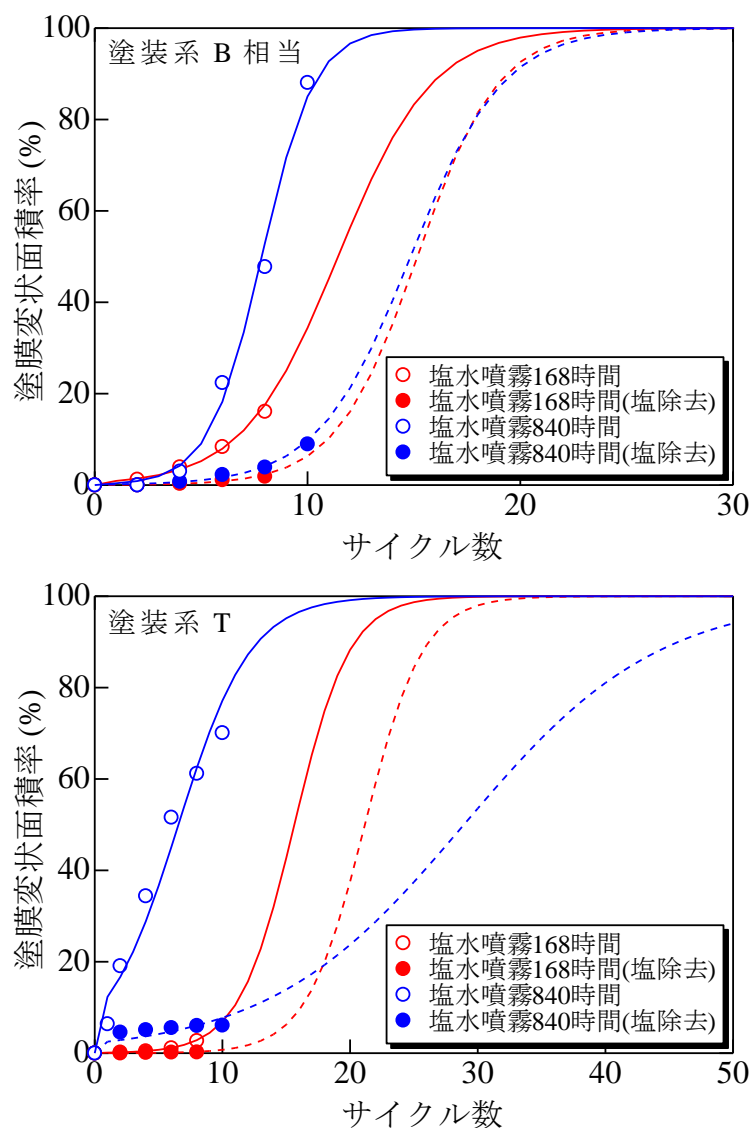 塗装系 B 相当
100
80
60
40
20
0
塗膜変状面積率 (%)
塩水噴霧168時間
塩水噴霧168時間(塩除去)
塩水噴霧840時間
塩水噴霧840時間(塩除去)
0 10 20 30
サイクル数
塗装系 T
100
80
60
40
20
0
塗膜変状面積率 (%)
塩水噴霧168時間
塩水噴霧168時間(塩除去)
塩水噴霧840時間
塩水噴霧840時間(塩除去)
0 10 20 30 40 50
サイクル数